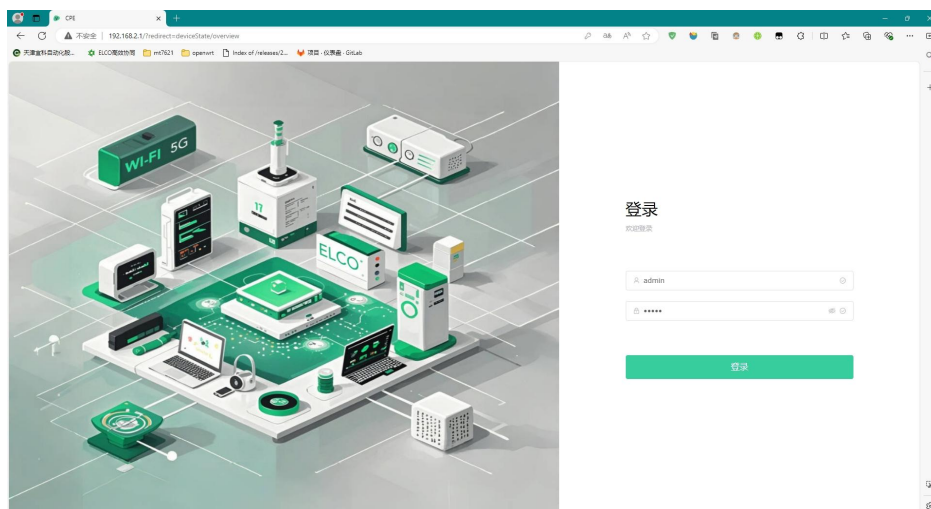 CPE
不安全 | 192.168.2.1/?redirect=deviceState/overview
天津宜科自动化股...
ELCO高效协同
mt7621
openwrt
Index of /releases/2...
项目 · 仪表盘 · GitLab
WI-FI 5G
17
ELCO
登录
欢迎登录
admin
•••••
登录